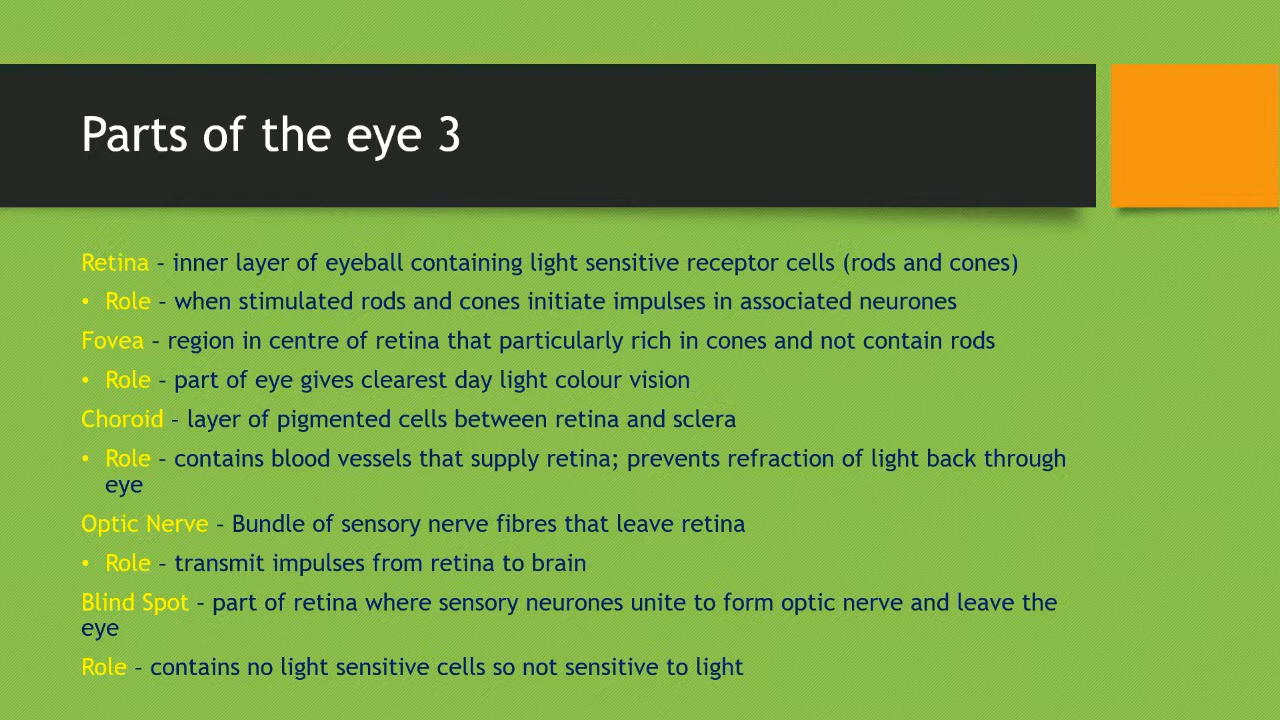 Parts of the eye 3
Retina – inner layer of eyeball containing light sensitive receptor cells (rods and cones)
• Role – when stimulated rods and cones initiate impulses in associated neurones
Fovea – region in centre of retina that particularly rich in cones and not contain rods
• Role – part of eye gives clearest day light colour vision
Choroid – layer of pigmented cells between retina and sclera
• Role – contains blood vessels that supply retina; prevents refraction of light back through
eye
Optic Nerve – Bundle of sensory nerve fibres that leave retina
• Role – transmit impulses from retina to brain
Blind Spot – part of retina where sensory neurones unite to form optic nerve and leave the
eye
Role – contains no light sensitive cells so not sensitive to light